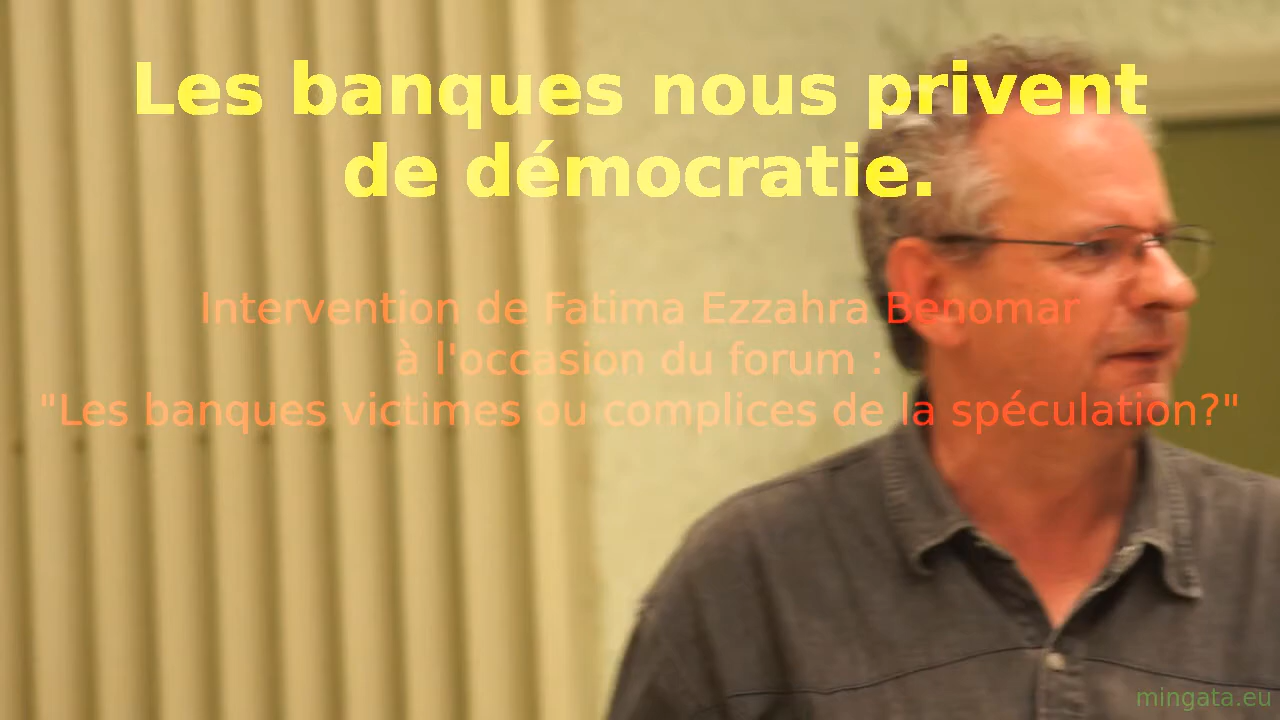 Les banques nous privent
de démocratie.
Intervention de Fatima Ezzahra Benomar
à l'occasion du forum :
"Les banques victimes ou complices de la spéculation?"
mingata.eu